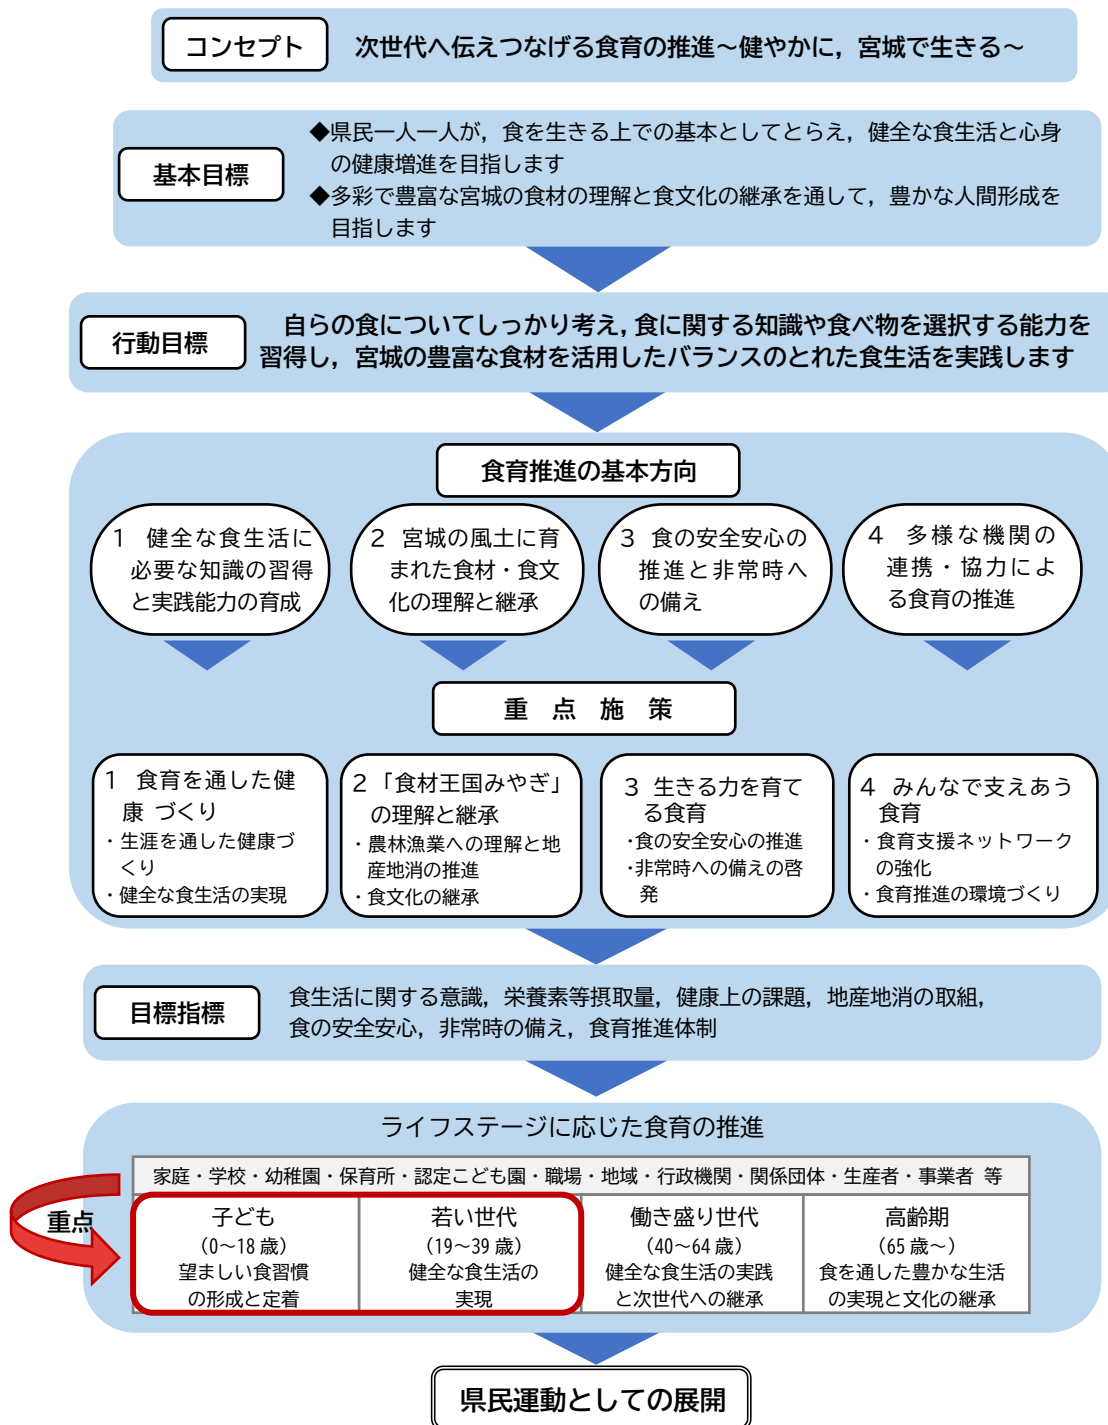 コンセプト
次世代へ伝えつなげる食育の推進～健やかに，宮城で生きる～
基本目標
◆県民一人一人が，食を生きる上での基本としてとらえ，健全な食生活と心身
の健康増進を目指します
◆多彩で豊富な宮城の食材の理解と食文化の継承を通して，豊かな人間形成を
目指します
行動目標
自らの食についてしっかり考え，食に関する知識や食べ物を選択する能力を
習得し，宮城の豊富な食材を活用したバランスのとれた食生活を実践します
食育推進の基本方向
1 健全な食生活に
必要な知識の習得
と実践能力の育成
2 宮城の風土に育
まれた食材・食文
化の理解と継承
3 食の安全安心の
推進と非常時へ
の備え
4 多様な機関の
連携・協力によ
る食育の推進
重 点 施 策
1 食育を通した健
康 づくり
・生涯を通した健康づ
くり
・健全な食生活の実現
2「食材王国みやぎ」
の理解と継承
・農林漁業への理解と地
産地消の推進
・食文化の継承
3 生きる力を育て
る食育
・食の安全安心の推進
・非常時への備えの啓
発
4 みんなで支えあう
食育
・食育支援ネットワーク
の強化
・食育推進の環境づくり
目標指標
食生活に関する意識，栄養素等摂取量，健康上の課題，地産地消の取組，
食の安全安心，非常時の備え，食育推進体制
ライフステージに応じた食育の推進
家庭・学校・幼稚園・保育所・認定こども園・職場・地域・行政機関・関係団体・生産者・事業者 等
重点
子ども
（0～18 歳）
望ましい食習慣
の形成と定着
若い世代
（19～39 歳）
健全な食生活の
実現
働き盛り世代
（40～64 歳）
健全な食生活の実践
と次世代への継承
高齢期
（65 歳～）
食を通した豊かな生活
の実現と文化の継承
県民運動としての展開